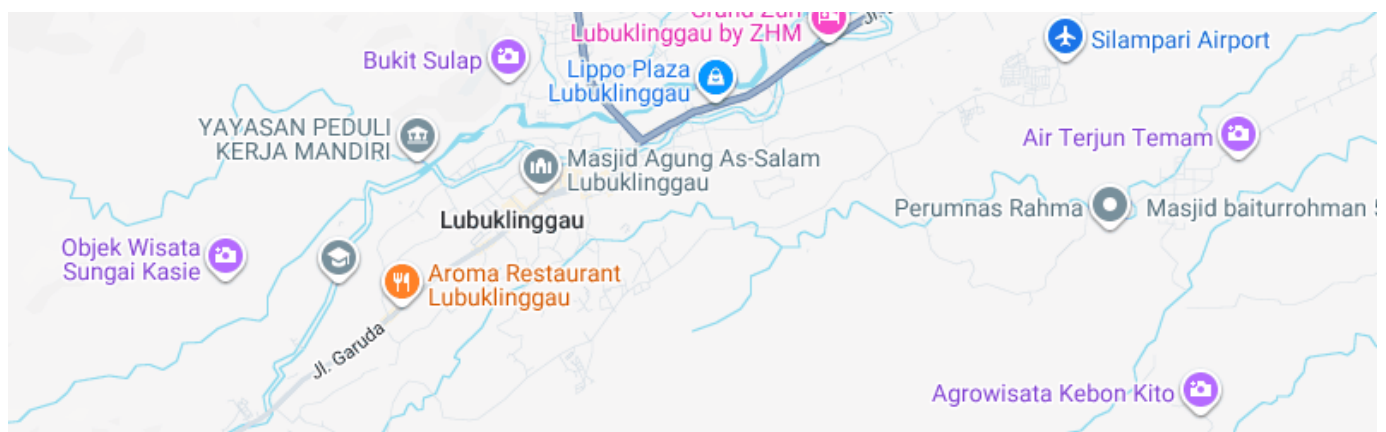 Lubuklinggau by ZHM
Bukit Sulap
Silampari Airport
Lippo Plaza
Lubuklinggau
YAYASAN PEDULI
KERJA MANDIRI
Air Terjun Temam
Masjid Agung As-Salam
Lubuklinggau
Perumnas Rahma
Masjid baiturrohman
Lubuklinggau
Objek Wisata
Sungai Kasie
Aroma Restaurant
Lubuklinggau
Jl. Garuda
Agrowisata Kebon Kito